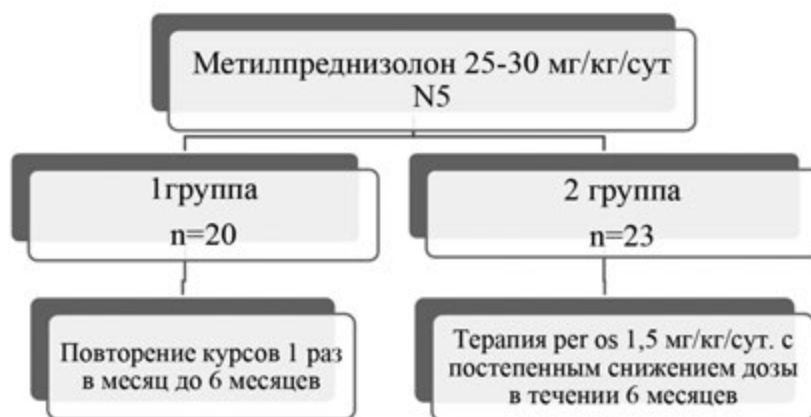 Метилпреднизолон 25-30 мг/кг/сут
N5
1группа
n=20
2 группа
n=23
Повторение курсов 1 раз
в месяц до 6 месяцев
Терапия per os 1,5 мг/кг/сут. с
постепенным снижением дозы
в течении 6 месяцев